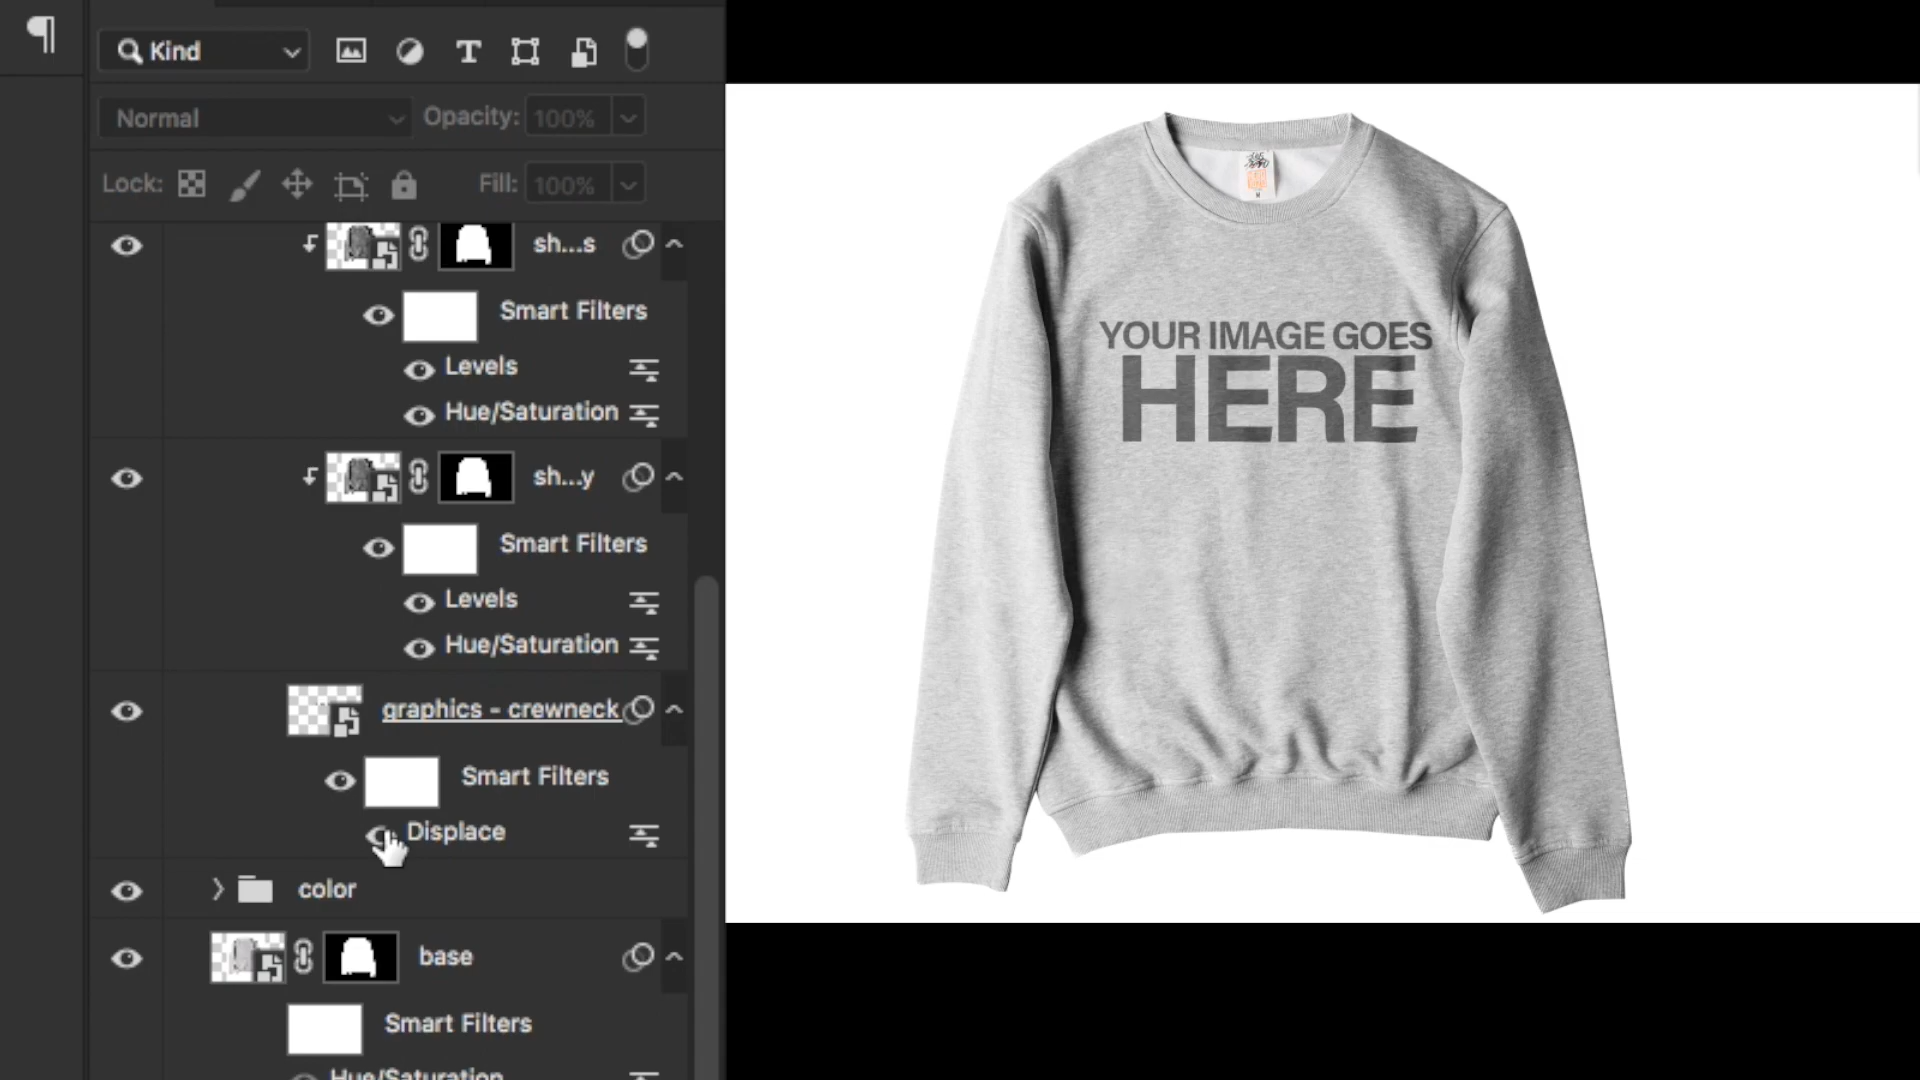 Kind
Normal
Opacity: 100%
Lock:
Fill: 100%
sh...s
Smart Filters
Levels
Hue/Saturation
sh...y
Smart Filters
Levels
Hue/Saturation
graphics - crewneck
Smart Filters
Displace
color
base
Smart Filters
Hue/Saturation
YOUR IMAGE GOES
HERE